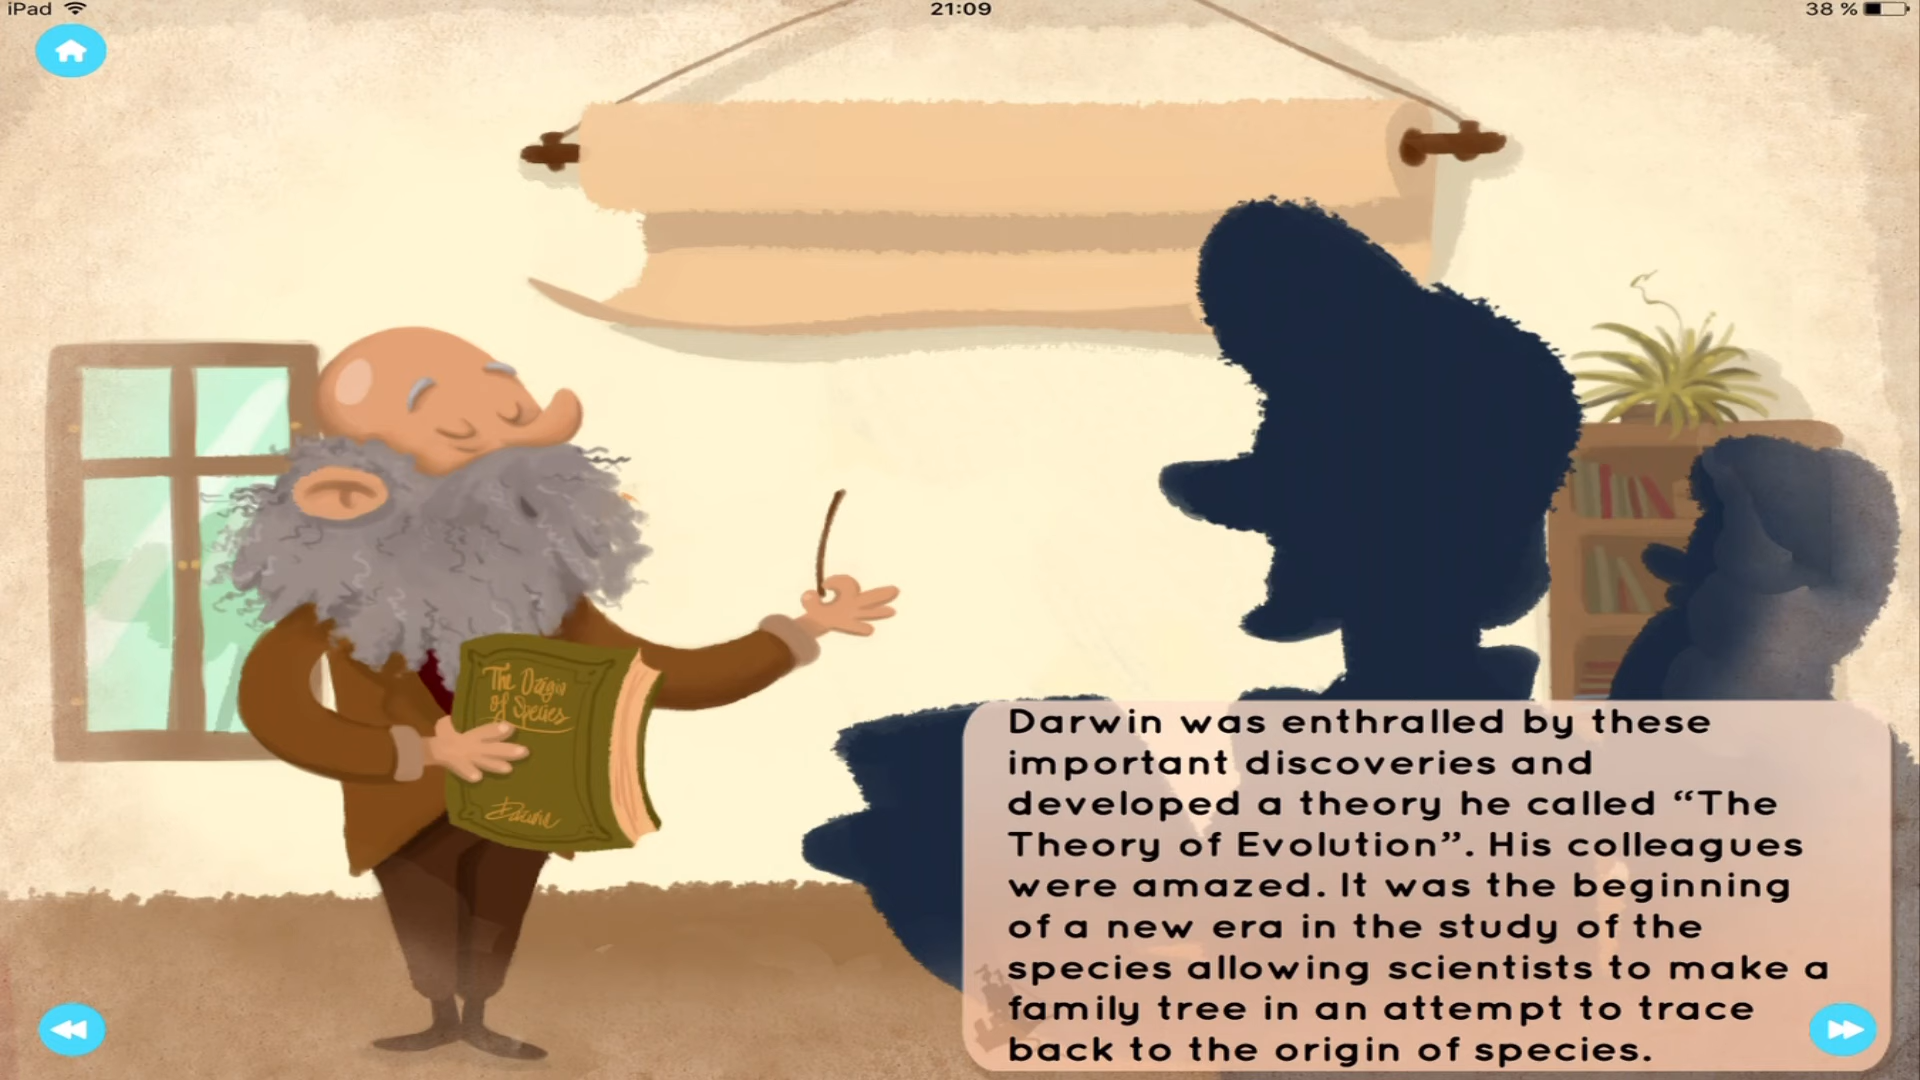 iPad
21:09
38 %
The Origin
of Species
Darwin
Darwin was enthralled by these
important discoveries and
developed a theory he called “The
Theory of Evolution”. His colleagues
were amazed. It was the beginning
of a new era in the study of the
species allowing scientists to make a
family tree in an attempt to trace
back to the origin of species.